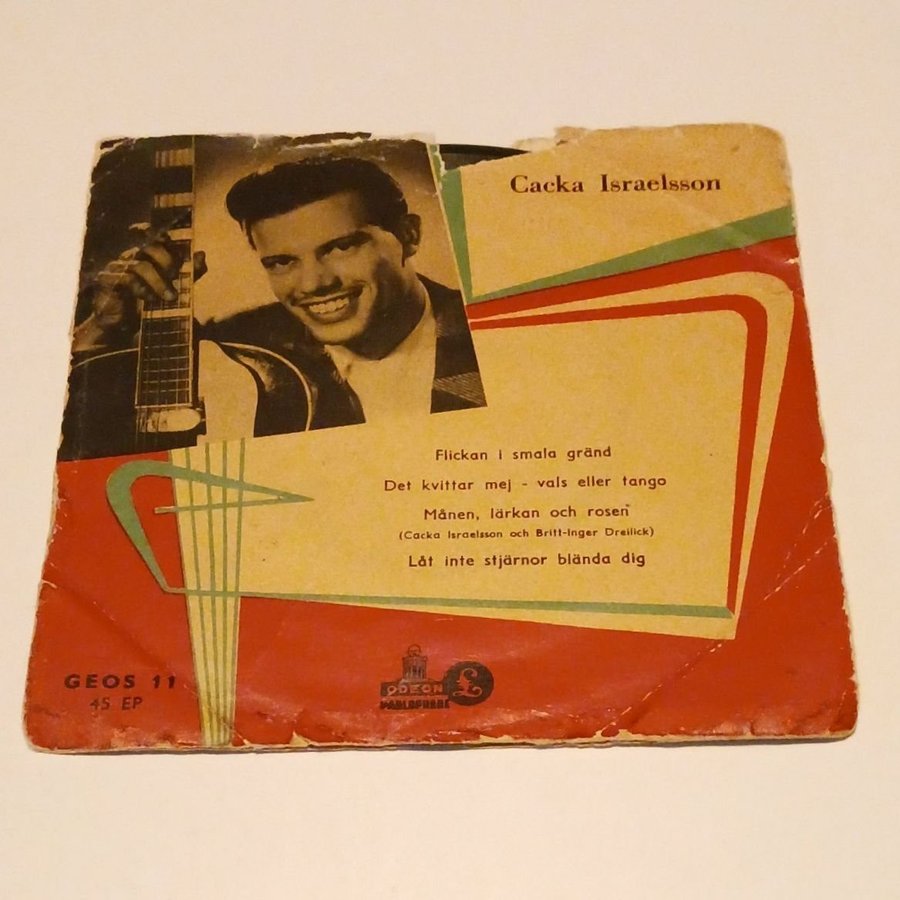 Cacka Israelsson
Flickan i smala gränd
Det kvittar mej - vals eller tango
Månen, lärkan och rosen
(Cacka Israelsson och Britt-Inger Dreilick)
Låt inte stjärnor blända dig
GEOS 11
45 EP
ODEON
PARLOPHONE
£